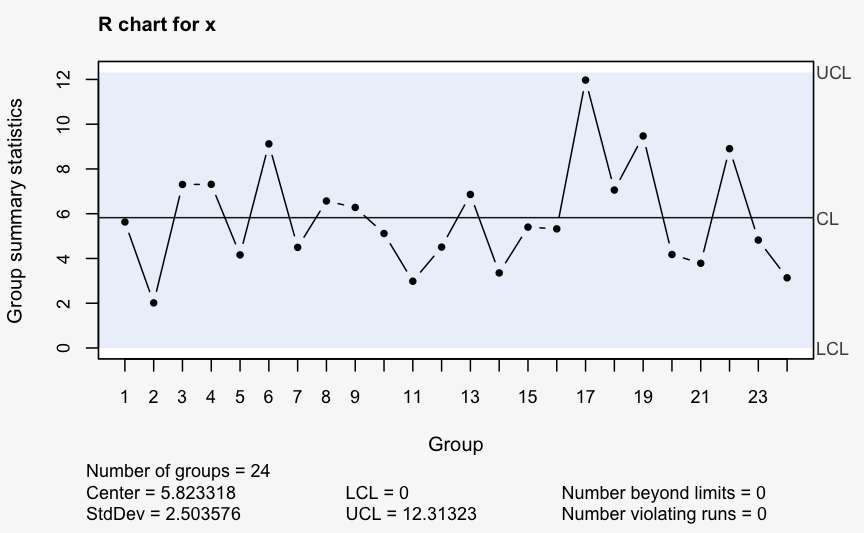 R chart for x
Group summary statistics
12
10
8
6
4
2
0
UCL
CL
LCL
1 2 3 4 5 6 7 8 9 11 13 15 17 19 21 23
Group
Number of groups = 24
Center = 5.823318 LCL = 0 Number beyond limits = 0
StdDev = 2.503576 UCL = 12.31323 Number violating runs = 0